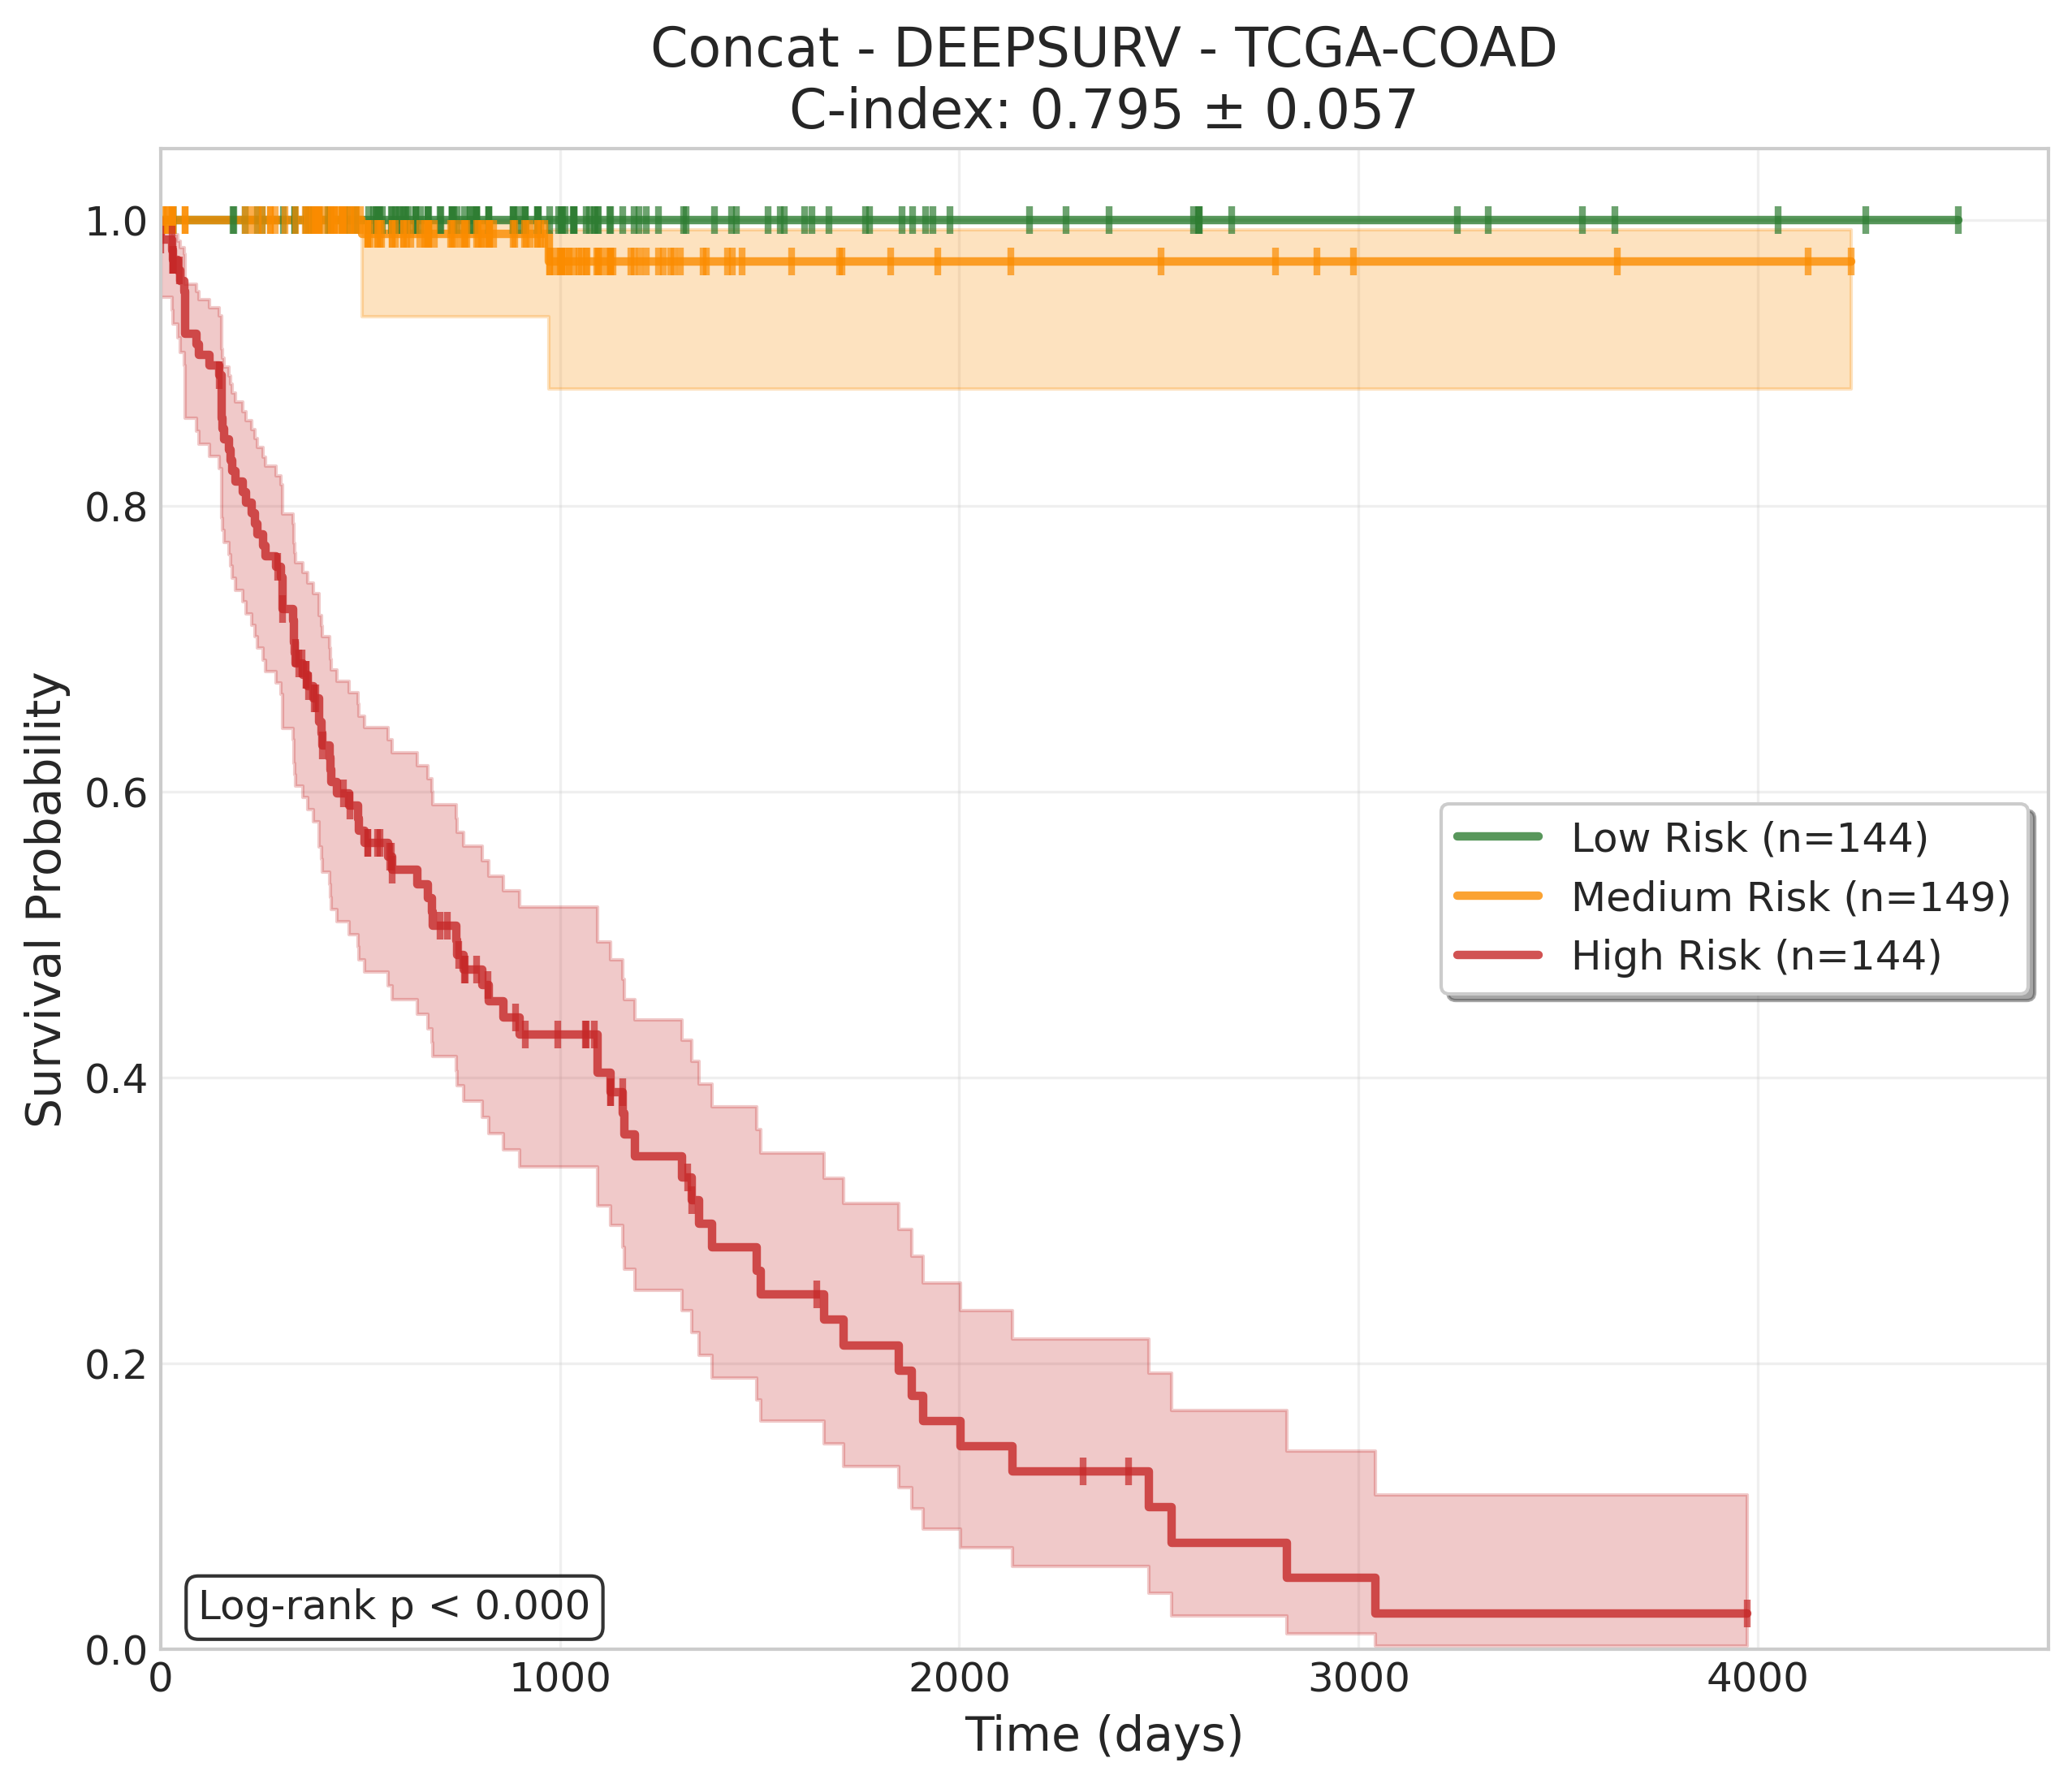 Concat - DEEPSURV - TCGA-COAD
C-index: 0.795 ± 0.057
Survival Probability
1.0
0.8
0.6
0.4
0.2
0.0
Low Risk (n=144)
Medium Risk (n=149)
High Risk (n=144)
Log-rank p < 0.000
0 1000 2000 3000 4000
Time (days)